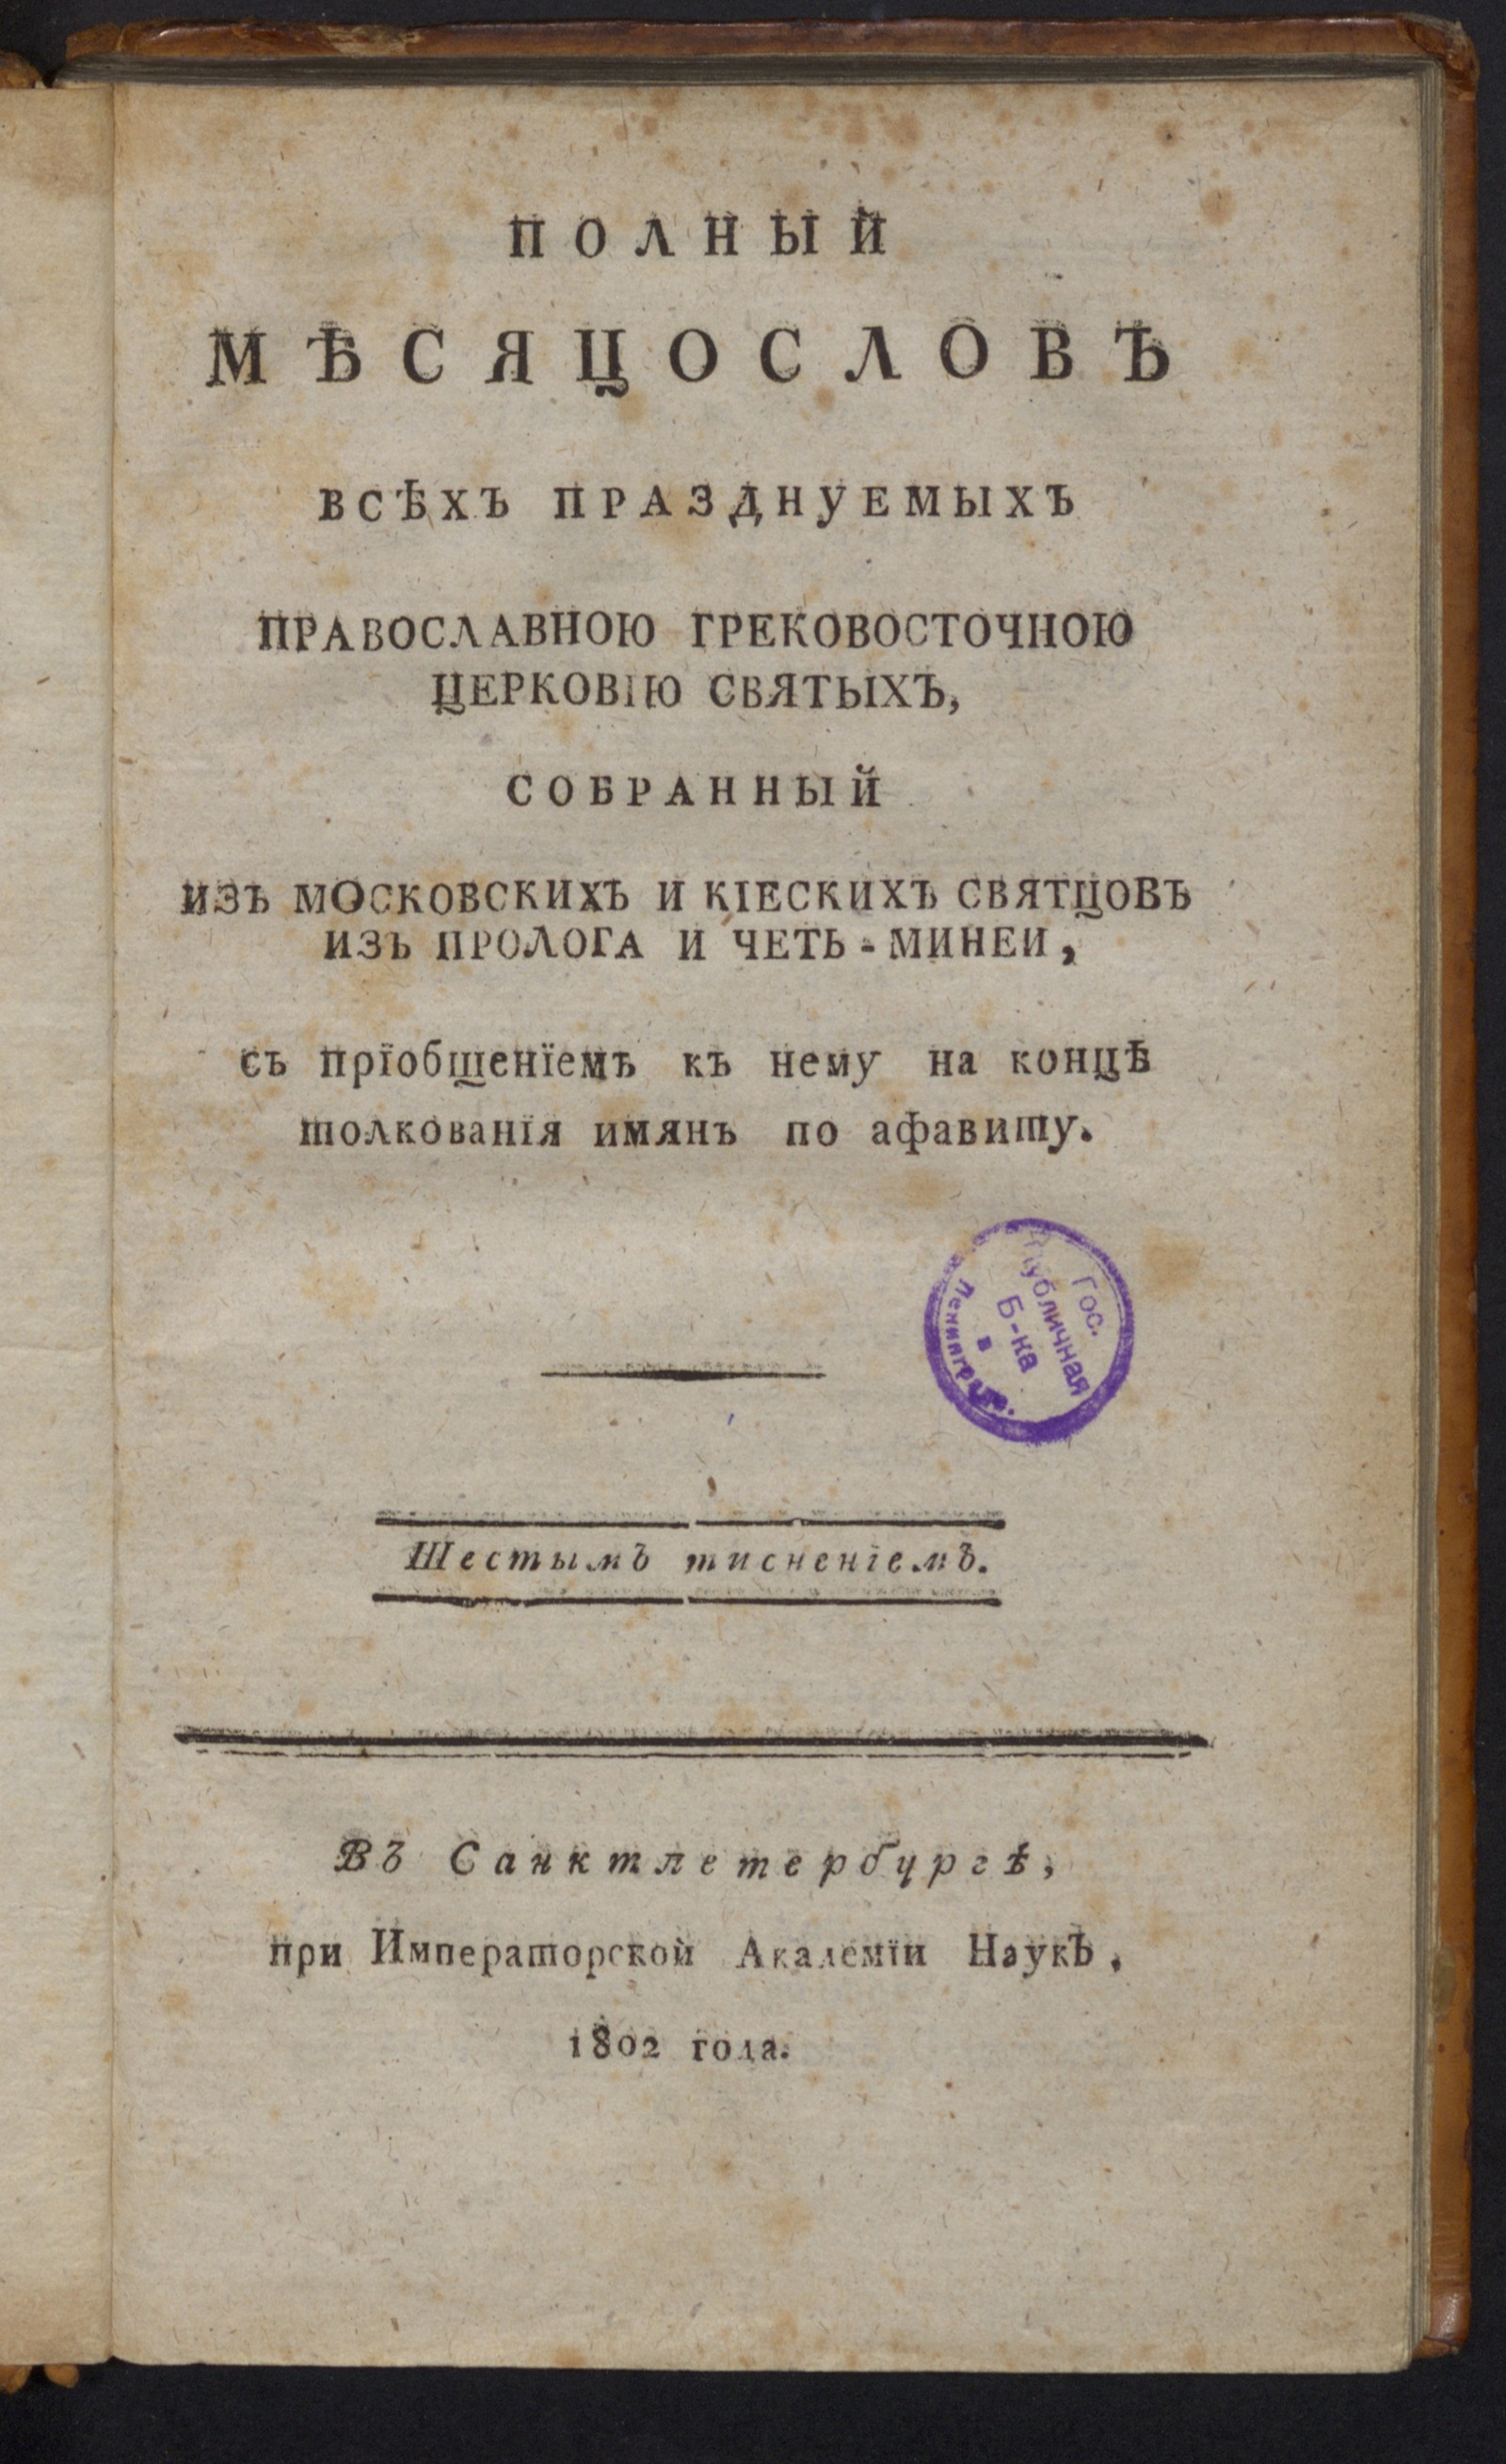 ПОЛНЫЙ
МѢСЯЦОСЛОВЪ
ВСѢХЪ ПРАЗДНУЕМЫХЪ
ПРАВОСЛАВНОЮ ГРЕКОВОСТОЧНОЮ
ЦЕРКОВІЮ СВЯТЫХЪ,
СОБРАННЫЙ
ИЗЪ МОСКОВСКИХЪ И КІЕСКИХЪ СВЯТЦОВЪ
ИЗЪ ПРОЛОГА И ЧЕТЬ-МИНЕИ,
съ пріобщеніемъ къ нему на концѣ
толкованія имянъ по афавиту.
Гос.
Публичная
Б-ка
в
Шестымъ тисненіемъ.
Въ Санктпетербургѣ,
при Императорской Академіи Наукъ,
1802 года.